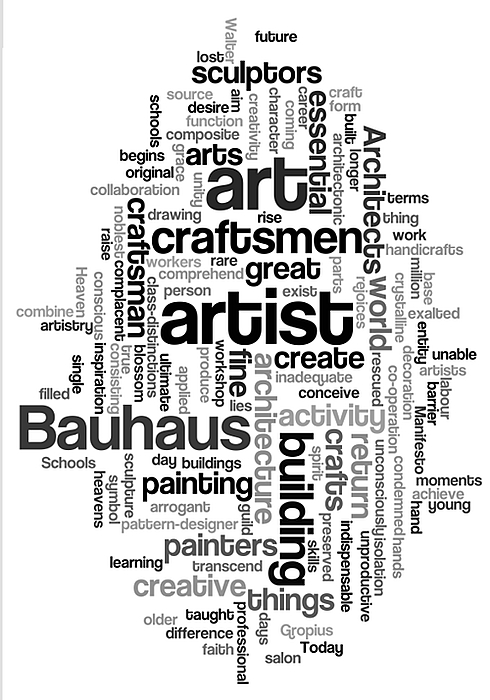 Walter
future
lost
sculptors
source
aim
creativity
character
coming
career
essential
craft
form
schools
desire
function
composite
grace
built
longer
architectonic
Architects
begins
arts
original
collaboration
unity
art
terms
thing
noblest
craftsman
drawing
rise
work
handicrafts
raise
craftsmen
workers
rare
great
comprehend
parts
rejoices
world
million
base
Heaven
conscious
complacent
class-distinctions
person
exist
crystalline
exalted
combine
artistry
artist
entity
decoration
single
inspiration
consisting
true
blossom
ultimate
applied
produce
workshop
fine
create
unable
artists
inadequate
rescued
co-operation
barrier
labour
filled
conceive
lies
architecture
Manifesto
Bauhaus
activity
Schools
day
buildings
building
spirit
crafts
return
unconsciously
condemned
heavens
symbol
sculpture
painting
moments
achieve
young
hand
arrogant
pattern-designer
guild
skills
preserved
indispensable
unproductive
isolation
hands
painters
learning
transcend
creative
things
older
taught
professional
days
difference
Gropius
faith
Today
salon